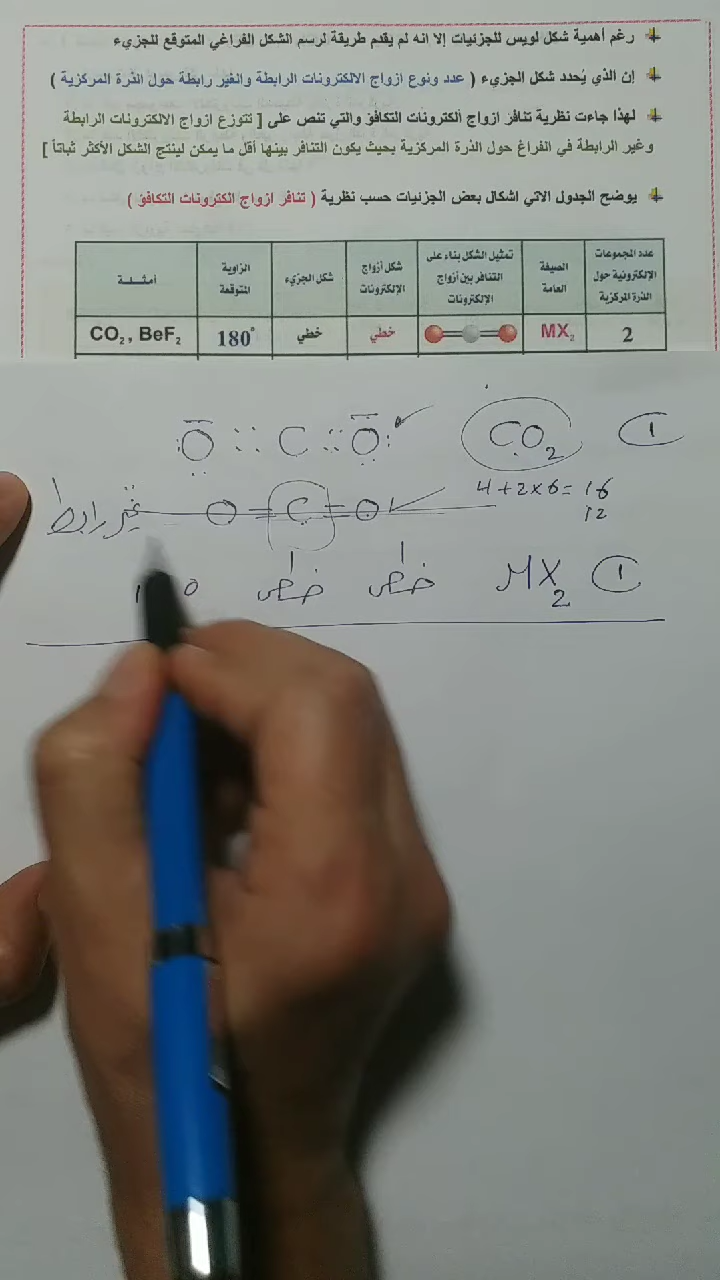 رغم أهمية شكل لويس للجزئيات إلا انه لم يقدم طريقة لرسم الشكل الفراغي المتوقع للجزيء
إن الذي يُحدد شكل الجزيء ( عدد ونوع ازواج الالكترونات الرابطة والغير رابطة حول الذرة المركزية )
لهذا جاءت نظرية تنافر ازواج ألكترونات التكافؤ والتي تنص على [ تتوزع ازواج الالكترونات الرابطة
وغير الرابطة في الفراغ حول الذرة المركزية بحيث يكون التنافر بينها أقل ما يمكن لينتج الشكل الأكثر ثباتاً ]
يوضح الجدول الاتي اشكال بعض الجزئيات حسب نظرية ( تنافر ازواج الكترونات التكافؤ )
عدد المجموعات الإلكترونية حول الذرة المركزية الصيغة العامة تمثيل الشكل بناء على التنافر بين أزواج الإلكترونات شكل أزواج الإلكترونات شكل الجزيء الزاوية المتوقعة أمثلة
2 MX₂ خطي خطي 180° CO₂ , BeF₂
1 CO₂ :O :: C :: O:
4+2×6=16
12
O = C = O غير رابط
1 MX₂ خطي خطي